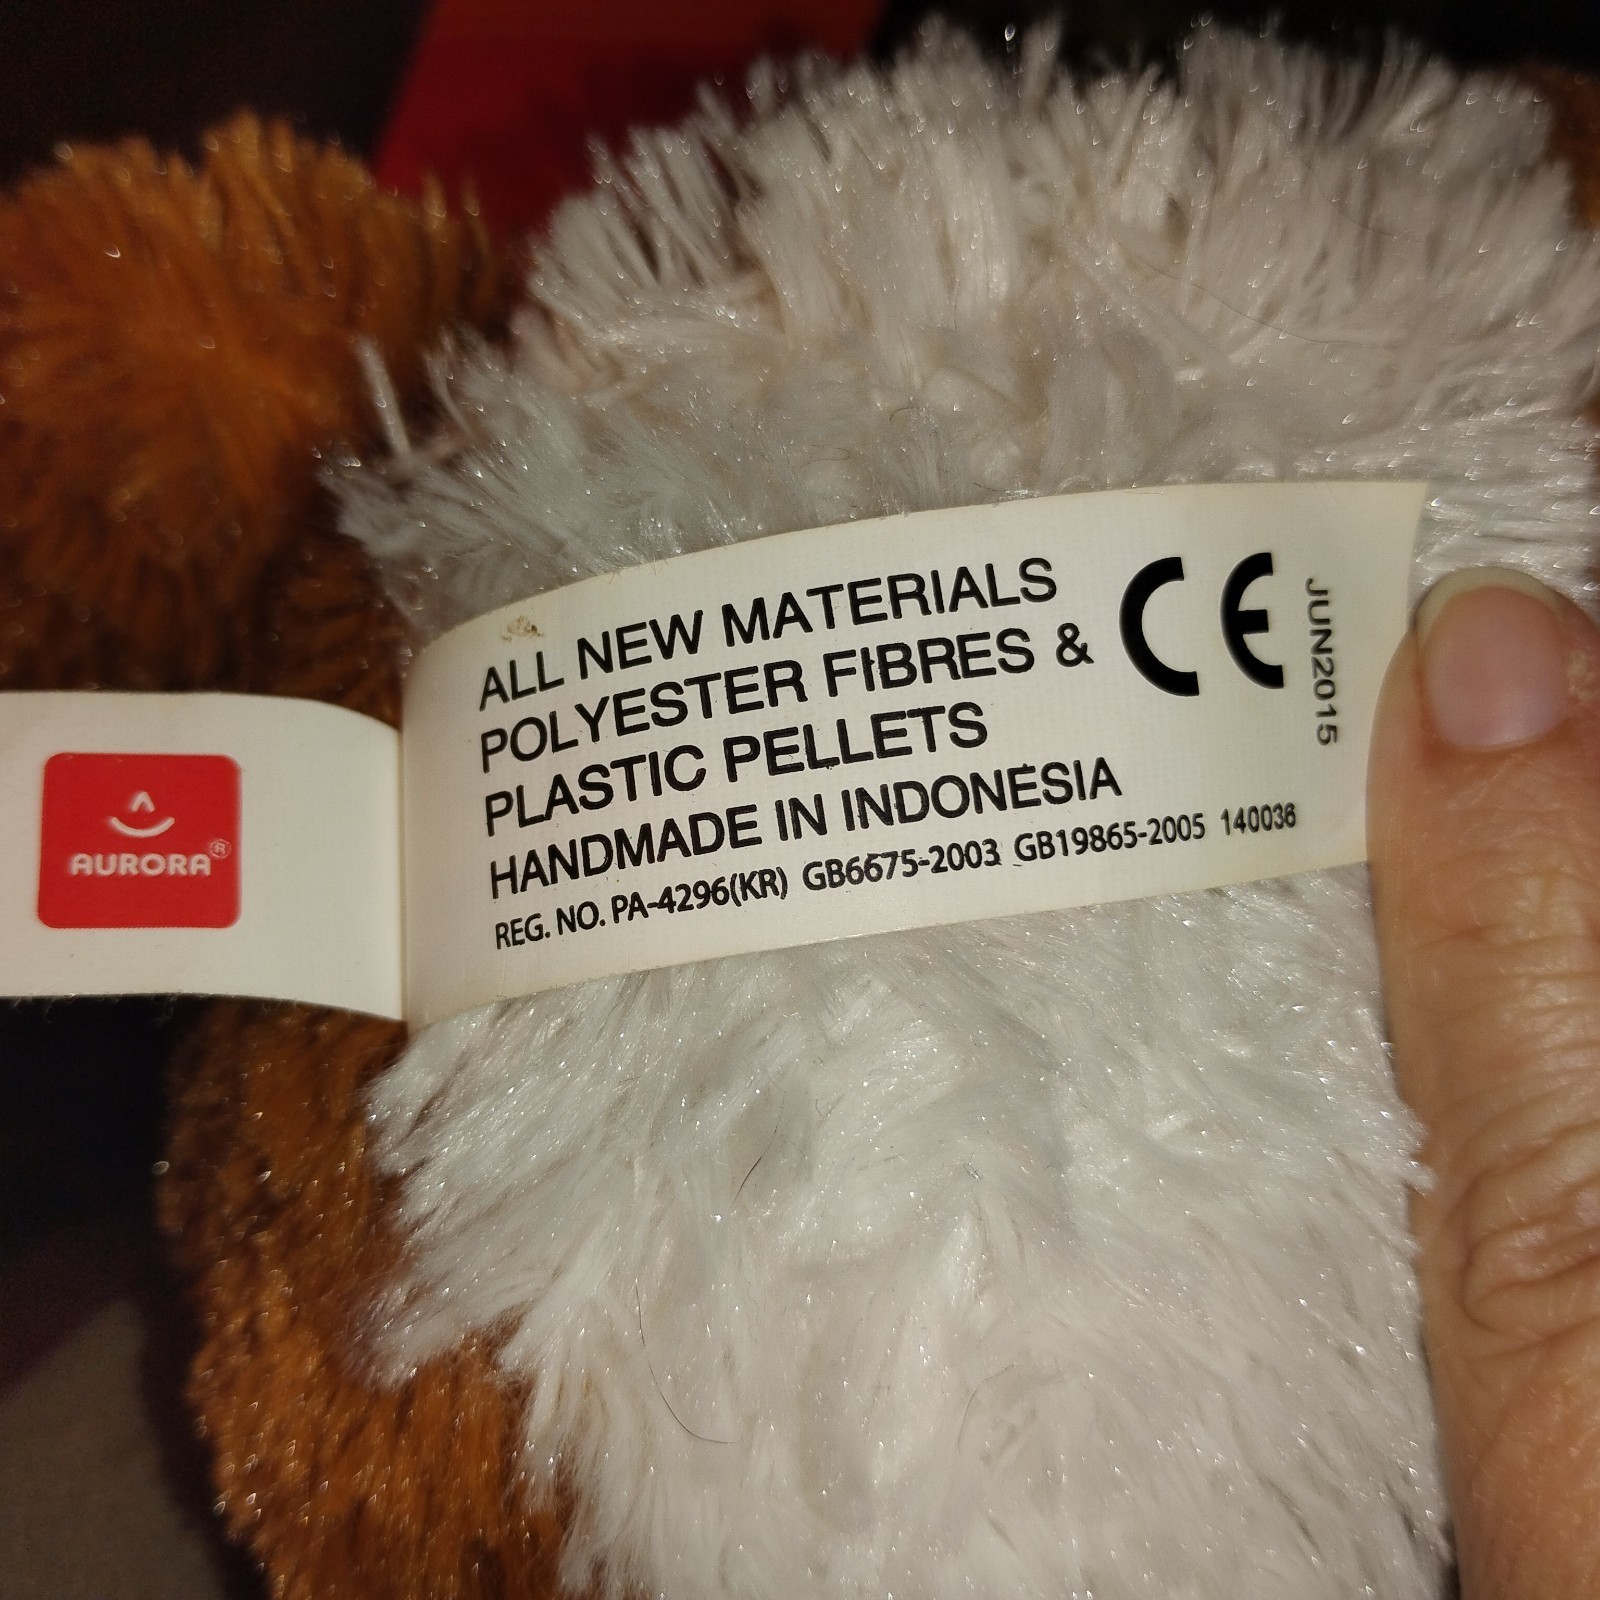 AURORA®
ALL NEW MATERIALS
POLYESTER FIBRES &
PLASTIC PELLETS
HANDMADE IN INDONESIA
REG. NO. PA-4296(KR) GB6675-2003 GB19865-2005 140036
CE
JUN2015